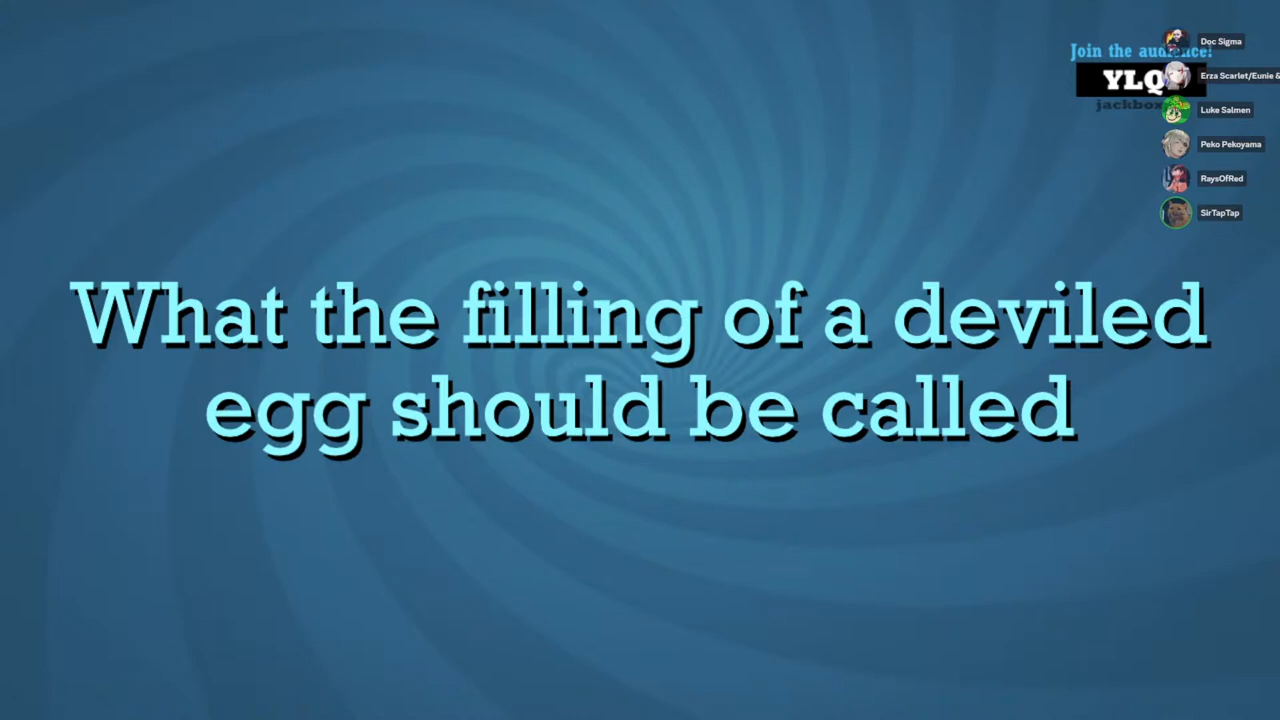 Join the audience!
YLQ
jackbox
Doc Sigma
Erza Scarlet/Eunie &
Luke Salmen
Peko Pekoyama
RaysOfRed
SirTapTap
What the filling of a deviled
egg should be called